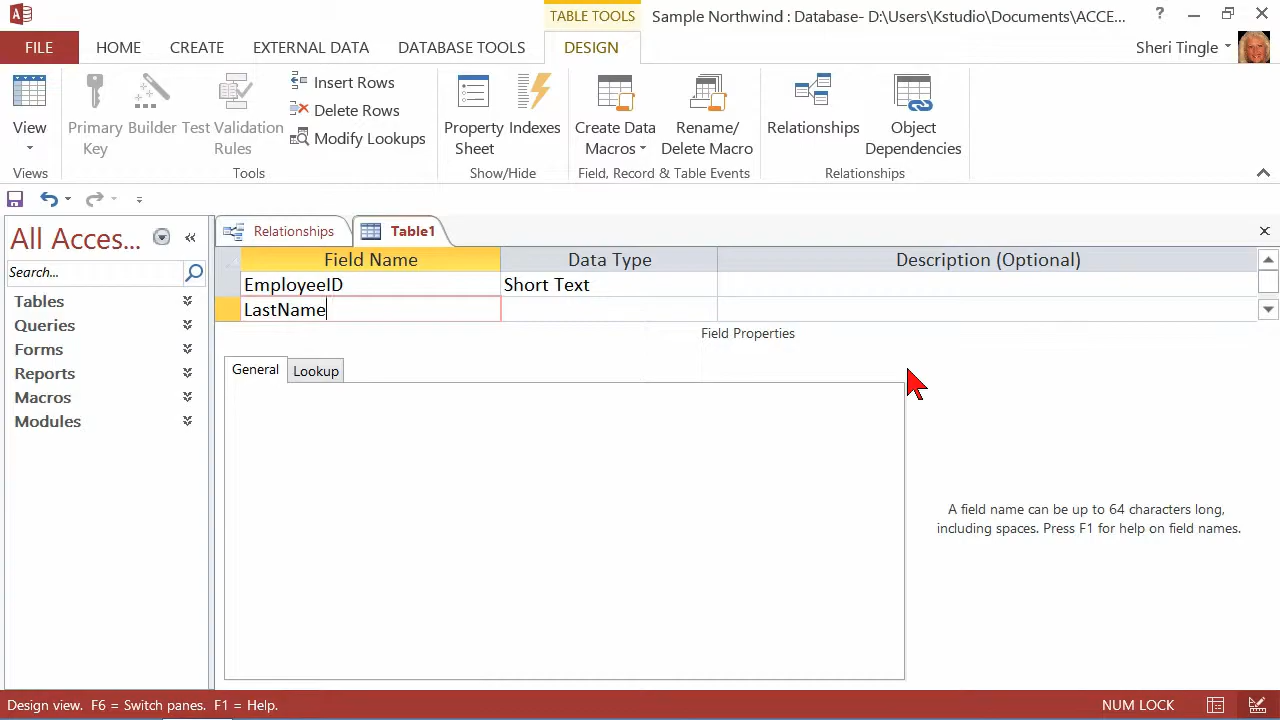 TABLE TOOLS
Sample Northwind : Database- D:\Users\Kstudio\Documents\ACCE...
?
FILE
HOME
CREATE
EXTERNAL DATA
DATABASE TOOLS
DESIGN
Sheri Tingle
View
Primary Key
Builder
Test Validation Rules
Insert Rows
Delete Rows
Modify Lookups
Property Sheet
Indexes
Create Data Macros
Rename/ Delete Macro
Relationships
Object Dependencies
Views
Tools
Show/Hide
Field, Record & Table Events
Relationships
All Acces...
Search...
Tables
Queries
Forms
Reports
Macros
Modules
Relationships
Table1
Field Name
Data Type
Description (Optional)
EmployeeID
Short Text
LastName
Field Properties
General
Lookup
A field name can be up to 64 characters long,
including spaces. Press F1 for help on field names.
Design view.  F6 = Switch panes.  F1 = Help.
NUM LOCK